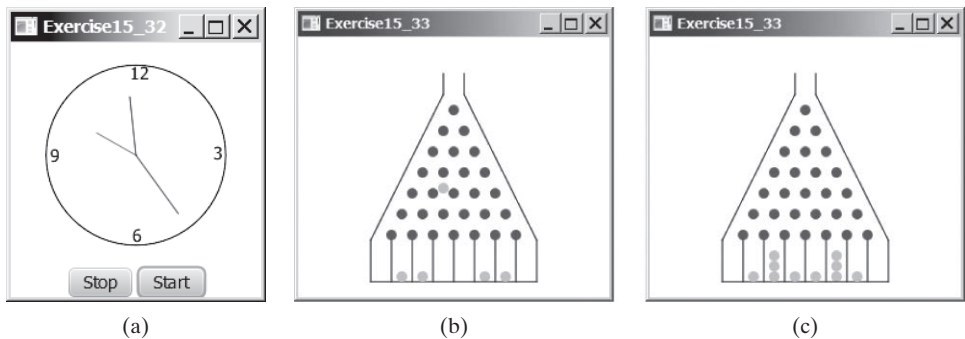 Exercise15_32
12
9
3
6
Stop
Start
(a)
Exercise15_33
(b)
Exercise15_33
(c)